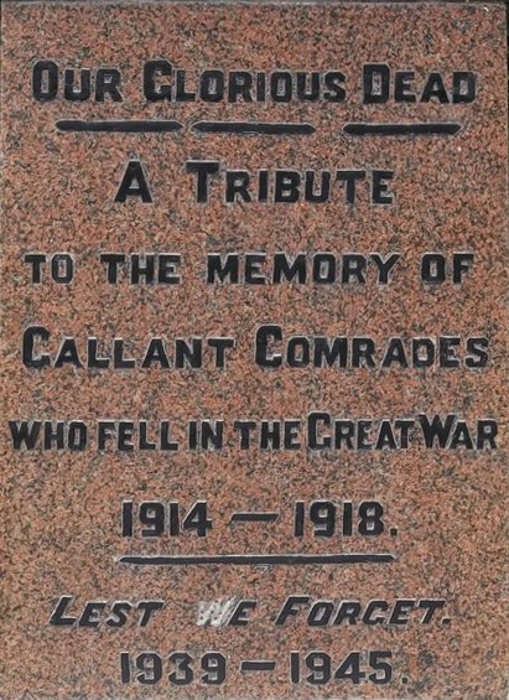 OUR GLORIOUS DEAD
A TRIBUTE
TO THE MEMORY OF
GALLANT COMRADES
WHO FELL IN THE GREAT WAR
1914 — 1918.
LEST WE FORGET.
1939 — 1945.